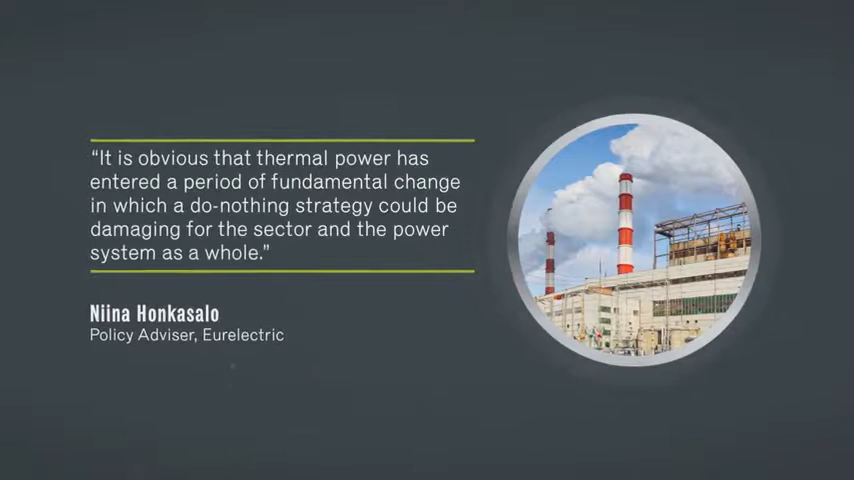 “It is obvious that thermal power has
entered a period of fundamental change
in which a do-nothing strategy could be
damaging for the sector and the power
system as a whole.”
Niina Honkasalo
Policy Adviser, Eurelectric